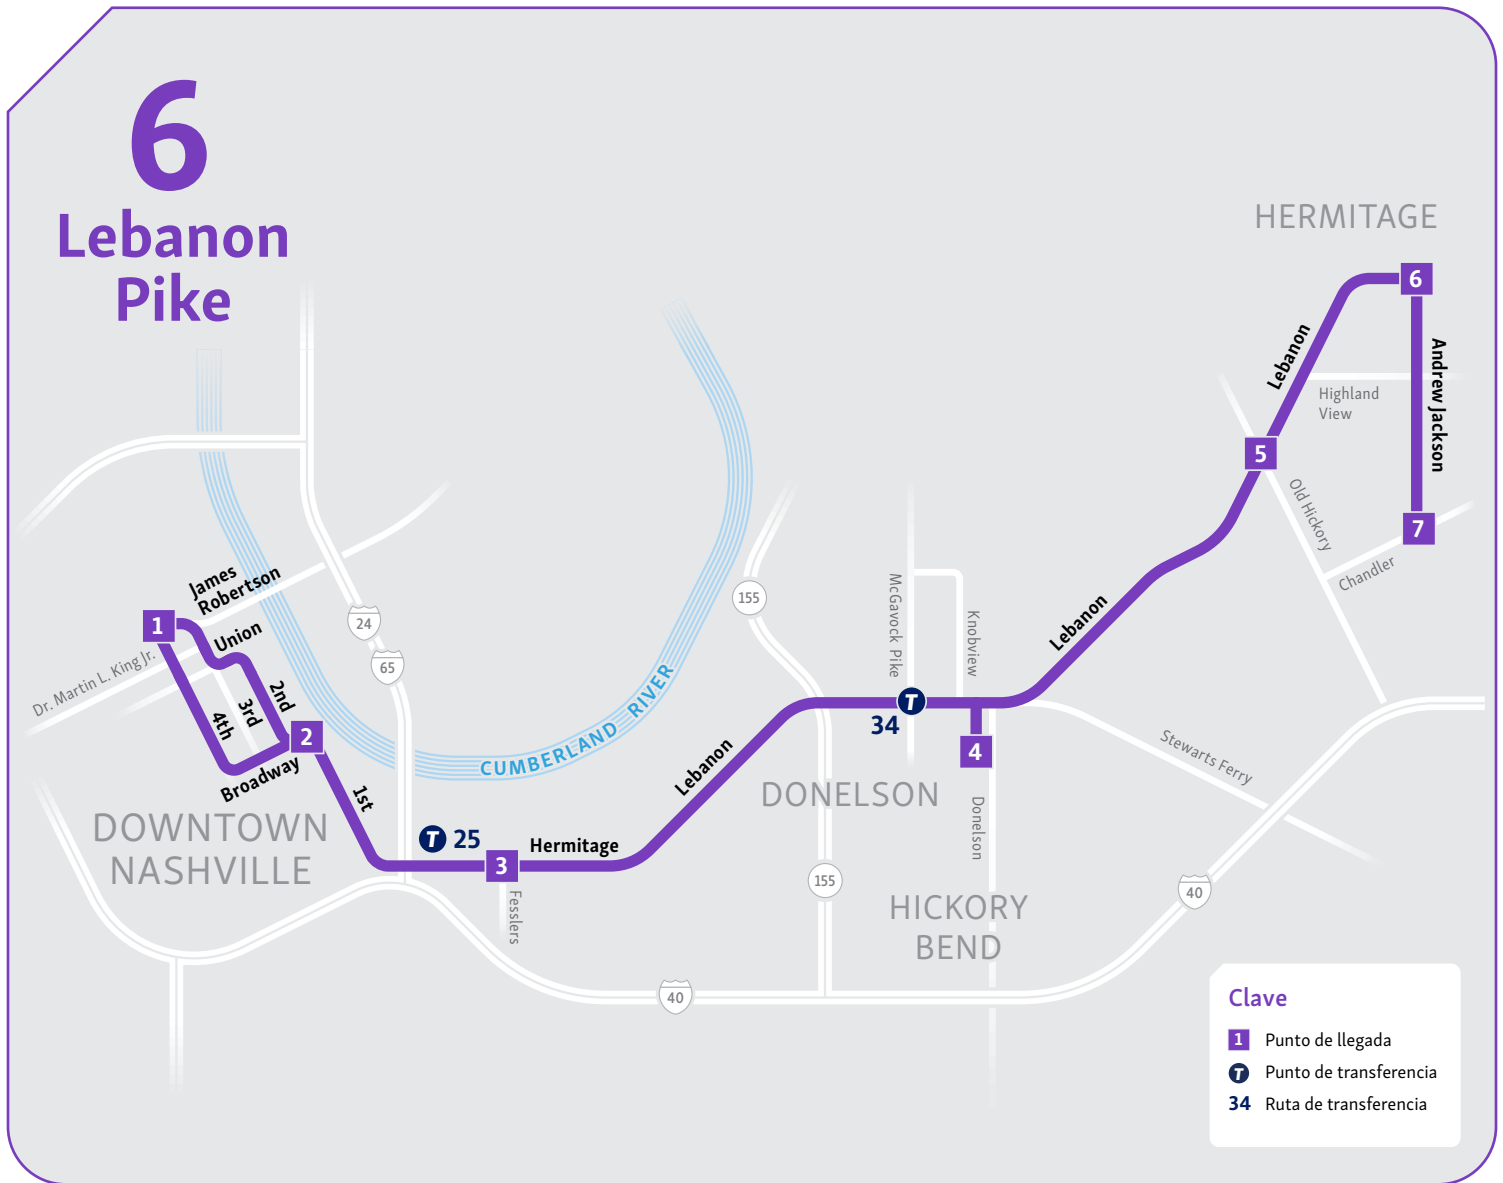 6
Lebanon
Pike
HERMITAGE
6
Lebanon
Andrew Jackson
Highland
View
5
Old Hickory
7
Chandler
James
Robertson
1
Union
Dr. Martin L. King Jr.
24
65
2nd
3rd
4th
2
Broadway
1st
DOWNTOWN
NASHVILLE
CUMBERLAND RIVER
155
McGavock Pike
Knobview
Lebanon
T
34
4
Stewarts Ferry
Lebanon
DONELSON
Donelson
T 25
3
Hermitage
Fesslers
155
HICKORY
BEND
40
40
Clave
1 Punto de llegada
T Punto de transferencia
34 Ruta de transferencia